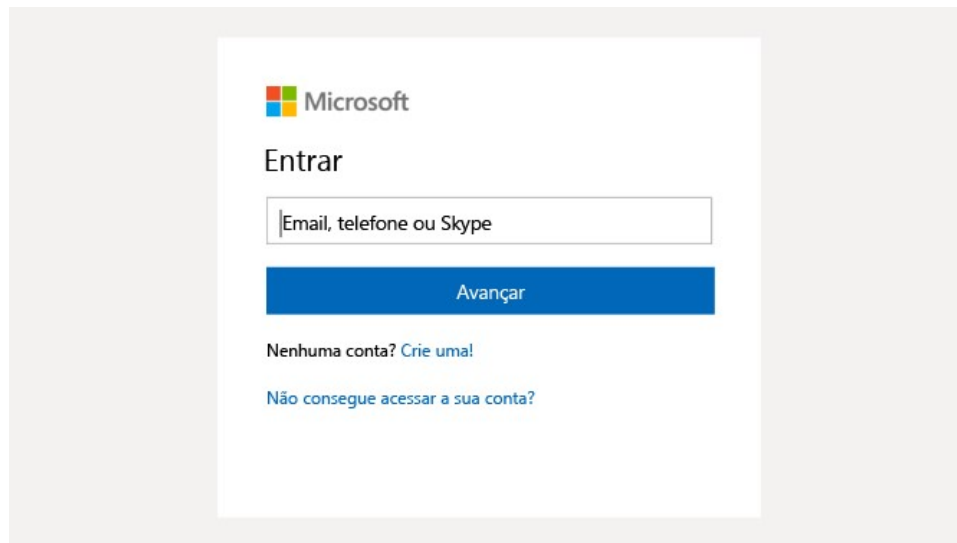 Microsoft
Entrar
Email, telefone ou Skype
Avançar
Nenhuma conta? Crie uma!
Não consegue acessar a sua conta?